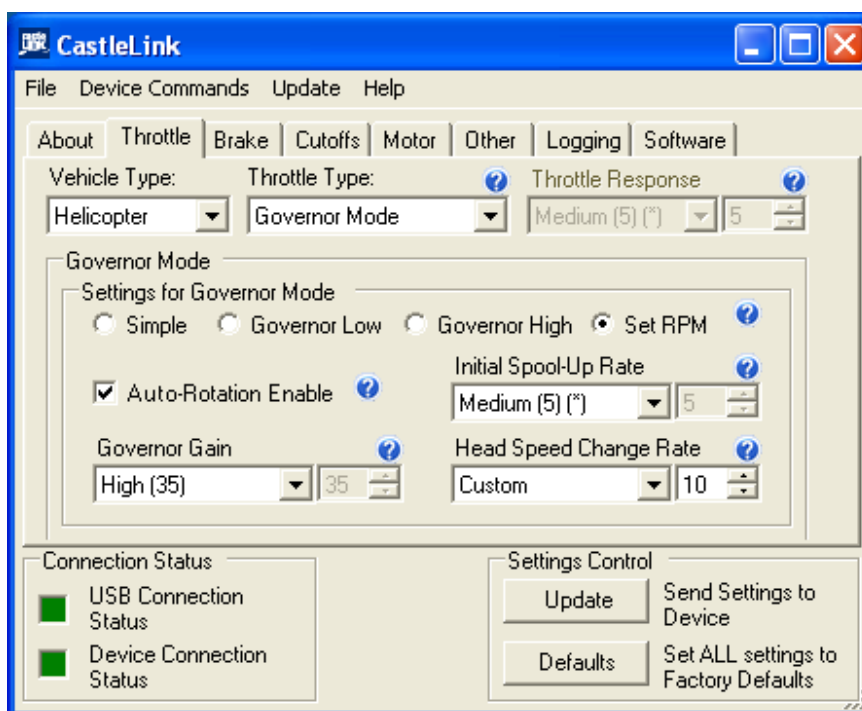 CastleLink
File Device Commands Update Help
About Throttle Brake Cutoffs Motor Other Logging Software
Vehicle Type: Throttle Type: ? Throttle Response ?
Helicopter Governor Mode Medium (5) (*) 5
Governor Mode
Settings for Governor Mode
Simple Governor Low Governor High Set RPM ?
Initial Spool-Up Rate ?
Auto-Rotation Enable ?
Medium (5) (*) 5
Governor Gain ? Head Speed Change Rate ?
High (35) 35 Custom 10
Connection Status Settings Control
USB Connection
Status
Update Send Settings to
Device
Device Connection
Status
Defaults Set ALL settings to
Factory Defaults